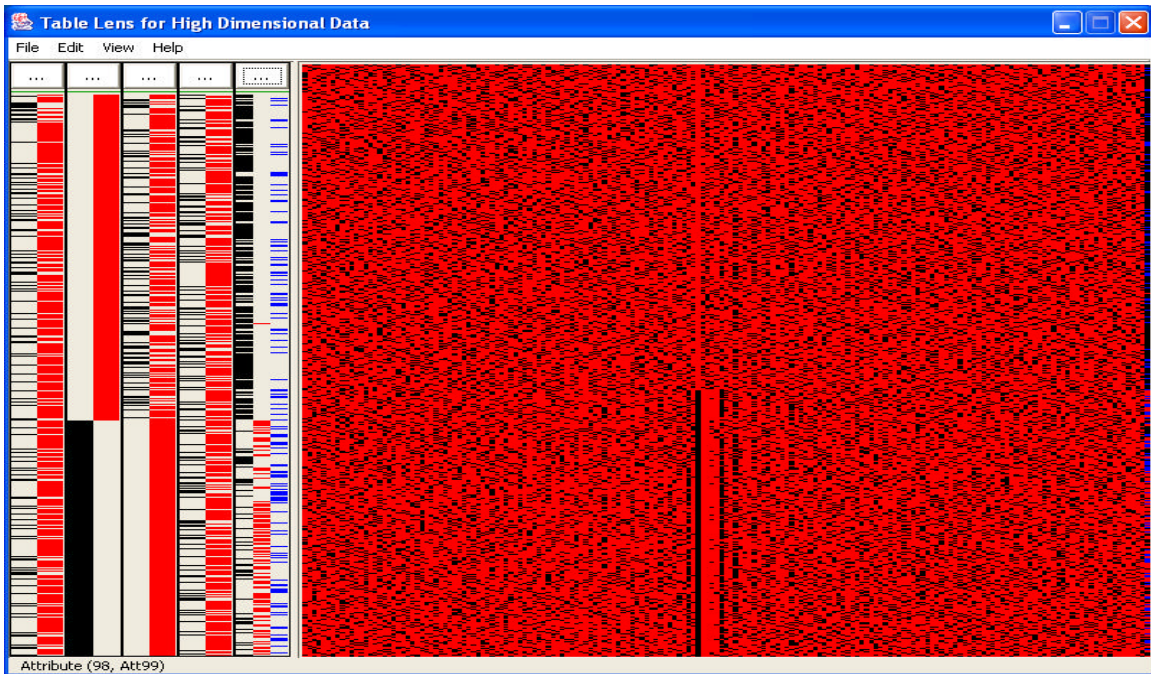 Table Lens for High Dimensional Data
File Edit View Help
... ... ... ... ...
Attribute (98, Att99)